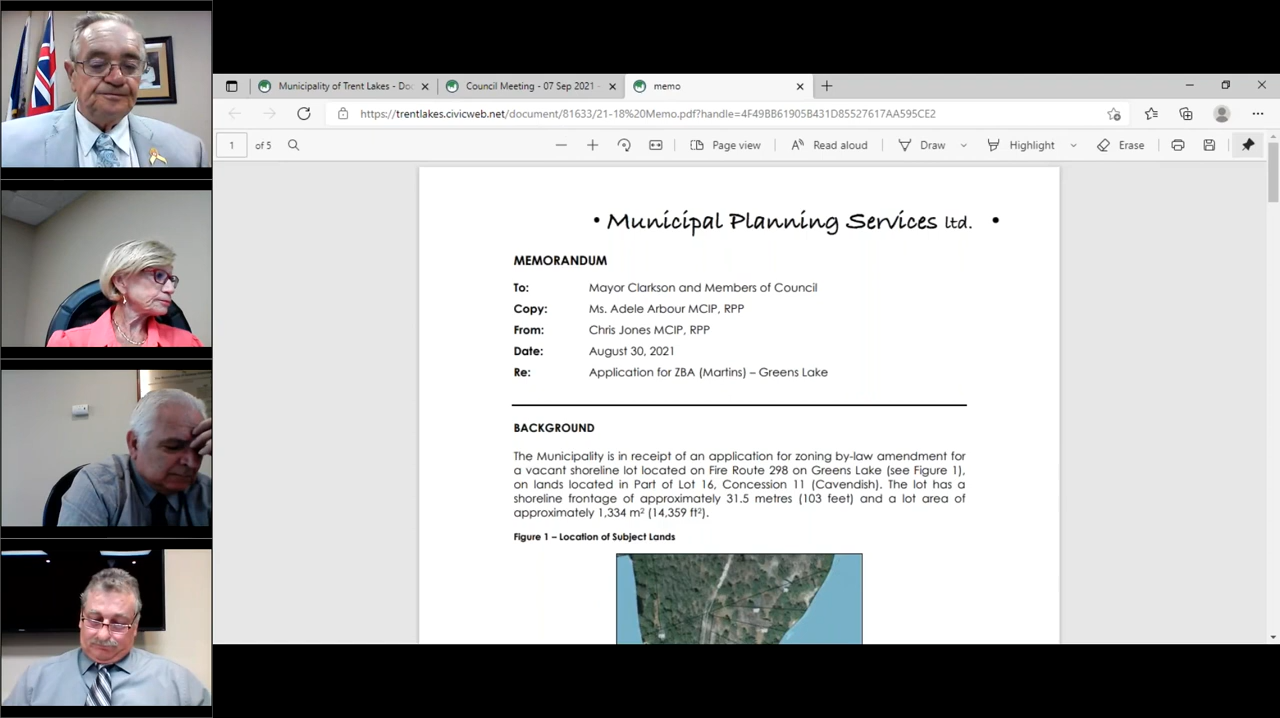 Municipality of Trent Lakes - Doc
Council Meeting - 07 Sep 2021 -
memo
https://trentlakes.civicweb.net/document/81633/21-18%20Memo.pdf?handle=4F49BB61905B431D85527617AA595CE2
1 of 5
Page view
Read aloud
Draw
Highlight
Erase
• Municipal Planning Services ltd. •
MEMORANDUM
To: Mayor Clarkson and Members of Council
Copy: Ms. Adele Arbour MCIP, RPP
From: Chris Jones MCIP, RPP
Date: August 30, 2021
Re: Application for ZBA (Martins) – Greens Lake
BACKGROUND
The Municipality is in receipt of an application for zoning by-law amendment for
a vacant shoreline lot located on Fire Route 298 on Greens Lake (see Figure 1),
on lands located in Part of Lot 16, Concession 11 (Cavendish). The lot has a
shoreline frontage of approximately 31.5 metres (103 feet) and a lot area of
approximately 1,334 m² (14,359 ft²).
Figure 1 – Location of Subject Lands